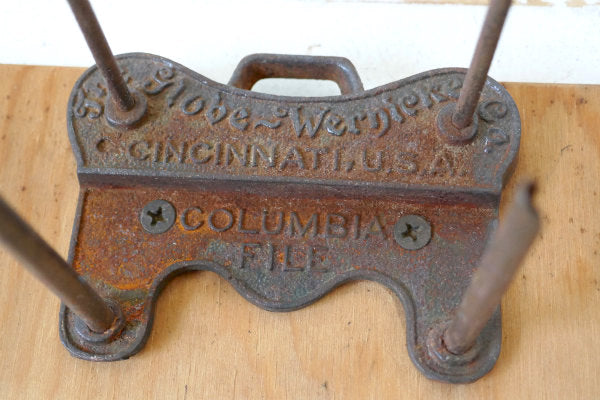 The Globe-Wernicke Co.
CINCINNATI, U.S.A.
COLUMBIA
FILE